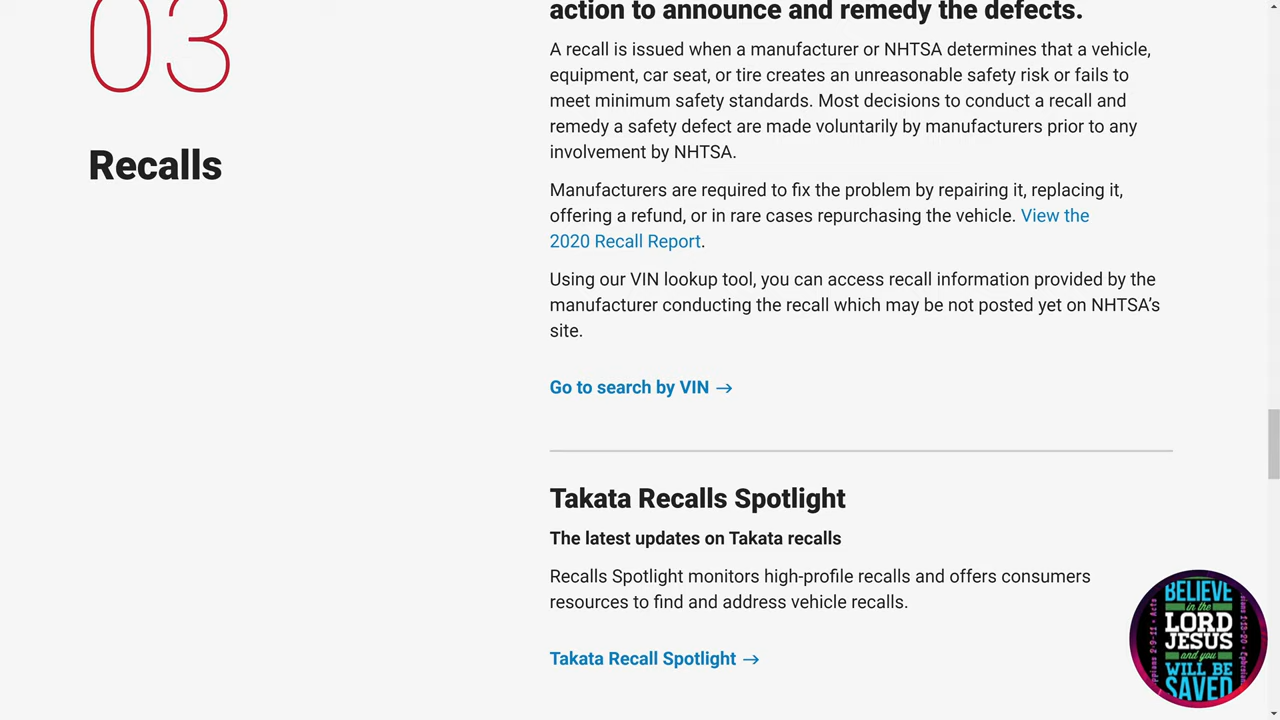 action to announce and remedy the defects.
03
A recall is issued when a manufacturer or NHTSA determines that a vehicle,
equipment, car seat, or tire creates an unreasonable safety risk or fails to
meet minimum safety standards. Most decisions to conduct a recall and
remedy a safety defect are made voluntarily by manufacturers prior to any
involvement by NHTSA.
Recalls
Manufacturers are required to fix the problem by repairing it, replacing it,
offering a refund, or in rare cases repurchasing the vehicle. View the
2020 Recall Report.
Using our VIN lookup tool, you can access recall information provided by the
manufacturer conducting the recall which may be not posted yet on NHTSA’s
site.
Go to search by VIN →
Takata Recalls Spotlight
The latest updates on Takata recalls
Recalls Spotlight monitors high-profile recalls and offers consumers
resources to find and address vehicle recalls.
Takata Recall Spotlight →
BELIEVE
in the
LORD
JESUS
and you
WILL BE
SAVED